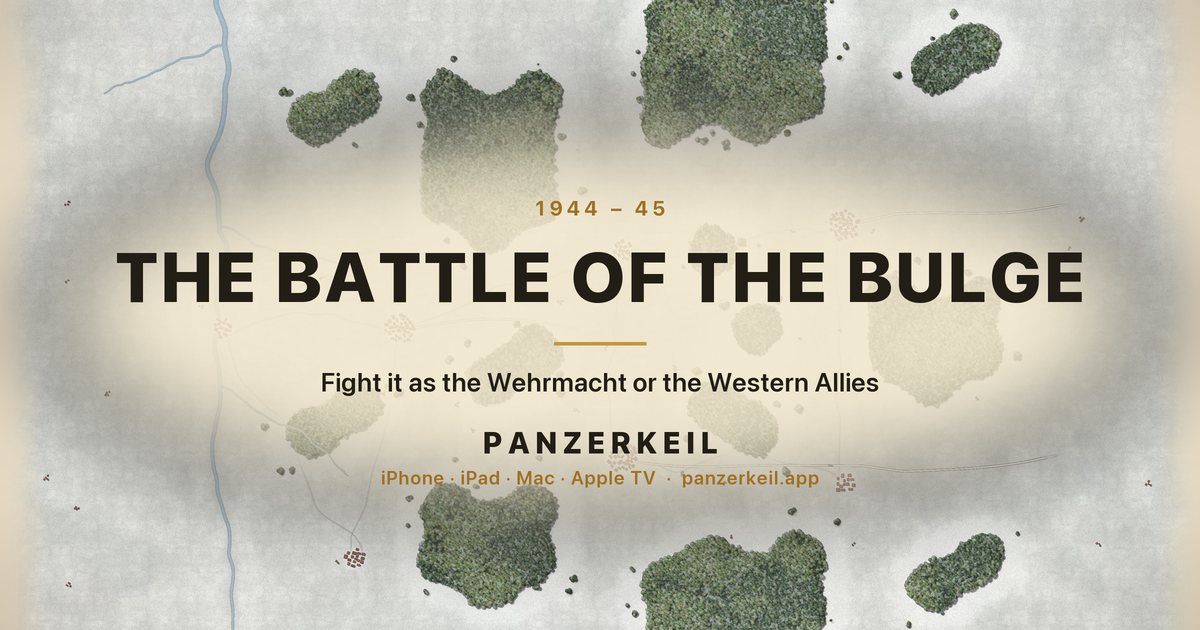 1944 – 45
THE BATTLE OF THE BULGE
Fight it as the Wehrmacht or the Western Allies
PANZERKEIL
iPhone · iPad · Mac · Apple TV · panzerkeil.app